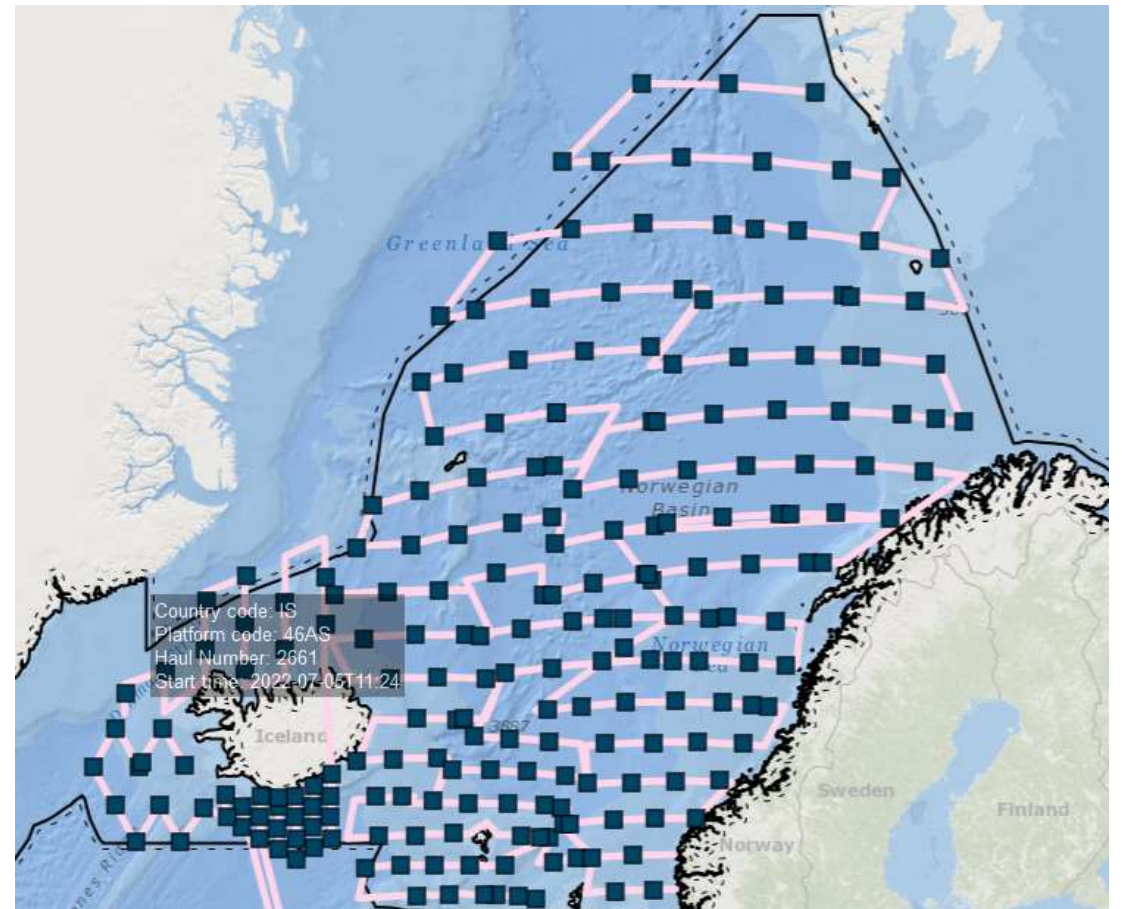 Greenland Sea
Norwegian
Basin
Country code: IS
Platform code: 46AS
Haul Number: 2661
Start time: 2022-07-05T11:24
Norwegian
Sea
Iceland
Sweden
Finland
Norway